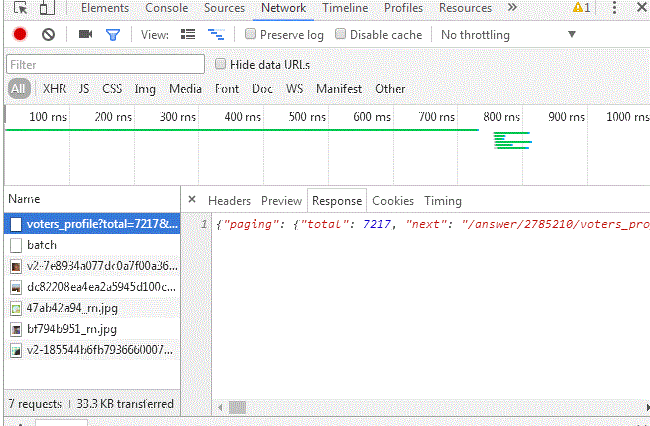 Elements Console Sources Network Timeline Profiles Resources » 1
View: Preserve log Disable cache No throttling
Filter Hide data URLs
All XHR JS CSS Img Media Font Doc WS Manifest Other
100 ms 200 ms 300 ms 400 ms 500 ms 600 ms 700 ms 800 ms 900 ms 1000 ms
Name × Headers Preview Response Cookies Timing
voters_profile?total=7217&... 1 {"paging": {"total": 7217, "next": "/answer/2785210/voters_pro
batch
v2-7e8934a077dc0a7f00a36...
dc82208ea4ea2a5945d100c...
47ab42a94_m.jpg
bf794b951_m.jpg
v2-185544b6fb7936660007...
7 requests | 33.3 KB transferred